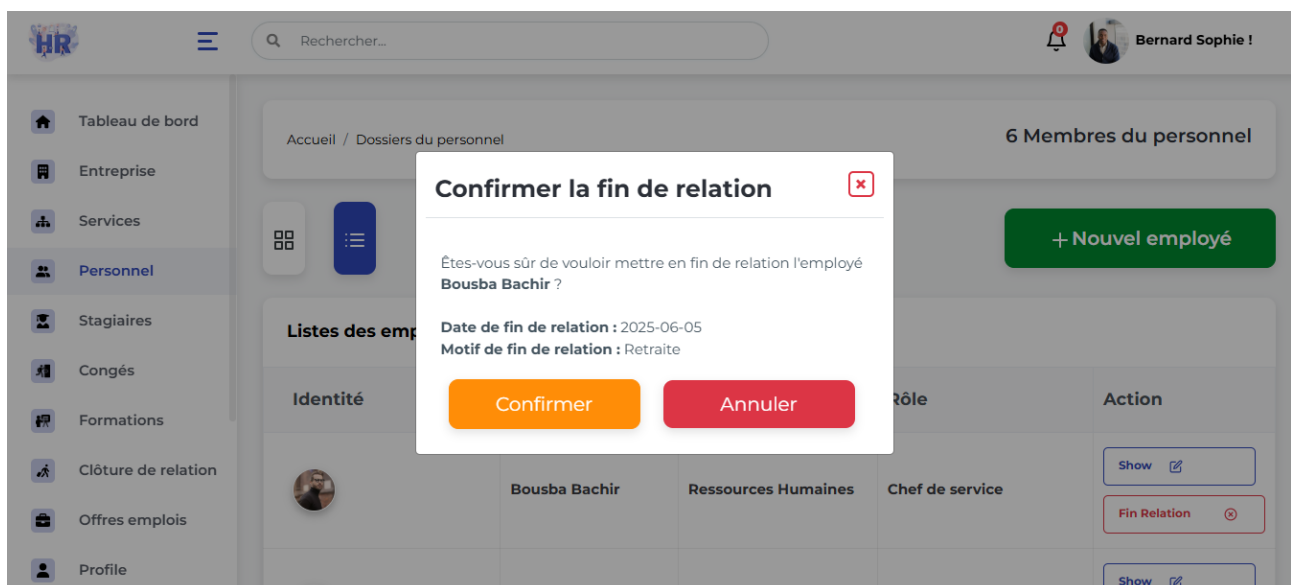 HR
Rechercher...
0
Bernard Sophie !
Tableau de bord
Entreprise
Services
Personnel
Stagiaires
Congés
Formations
Clôture de relation
Offres emplois
Profile
Accueil / Dossiers du personnel
6 Membres du personnel
+ Nouvel employé
Confirmer la fin de relation
Êtes-vous sûr de vouloir mettre en fin de relation l'employé
Bousba Bachir ?
Date de fin de relation : 2025-06-05
Motif de fin de relation : Retraite
Confirmer
Annuler
Listes des emp
Identité
Rôle
Action
Bousba Bachir
Ressources Humaines
Chef de service
Show
Fin Relation
Show